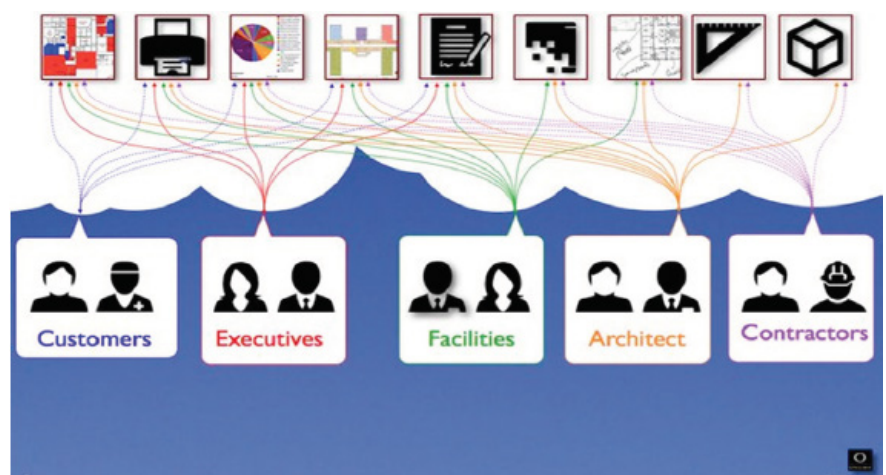 Customers
Executives
Facilities
Architect
Contractors